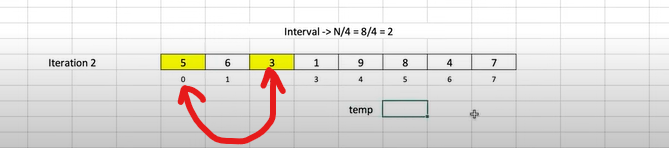 Interval -> N/4 = 8/4 = 2
Iteration 2 5 6 3 1 9 8 4 7
0 1 3 4 5 6 7
temp